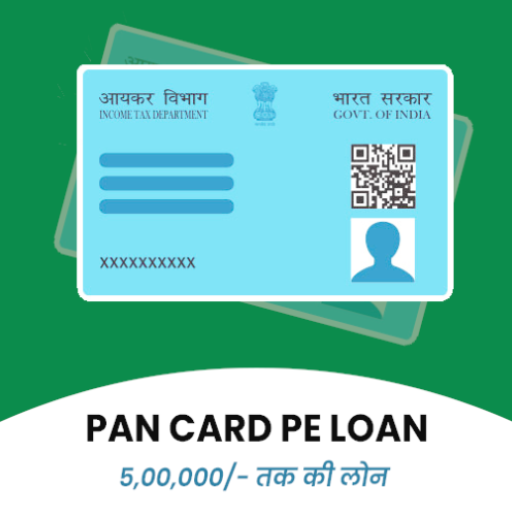 आयकर विभाग
INCOME TAX DEPARTMENT
भारत सरकार
GOVT. OF INDIA
XXXXXXXXXX
PAN CARD PE LOAN
5,00,000/- तक की लोन